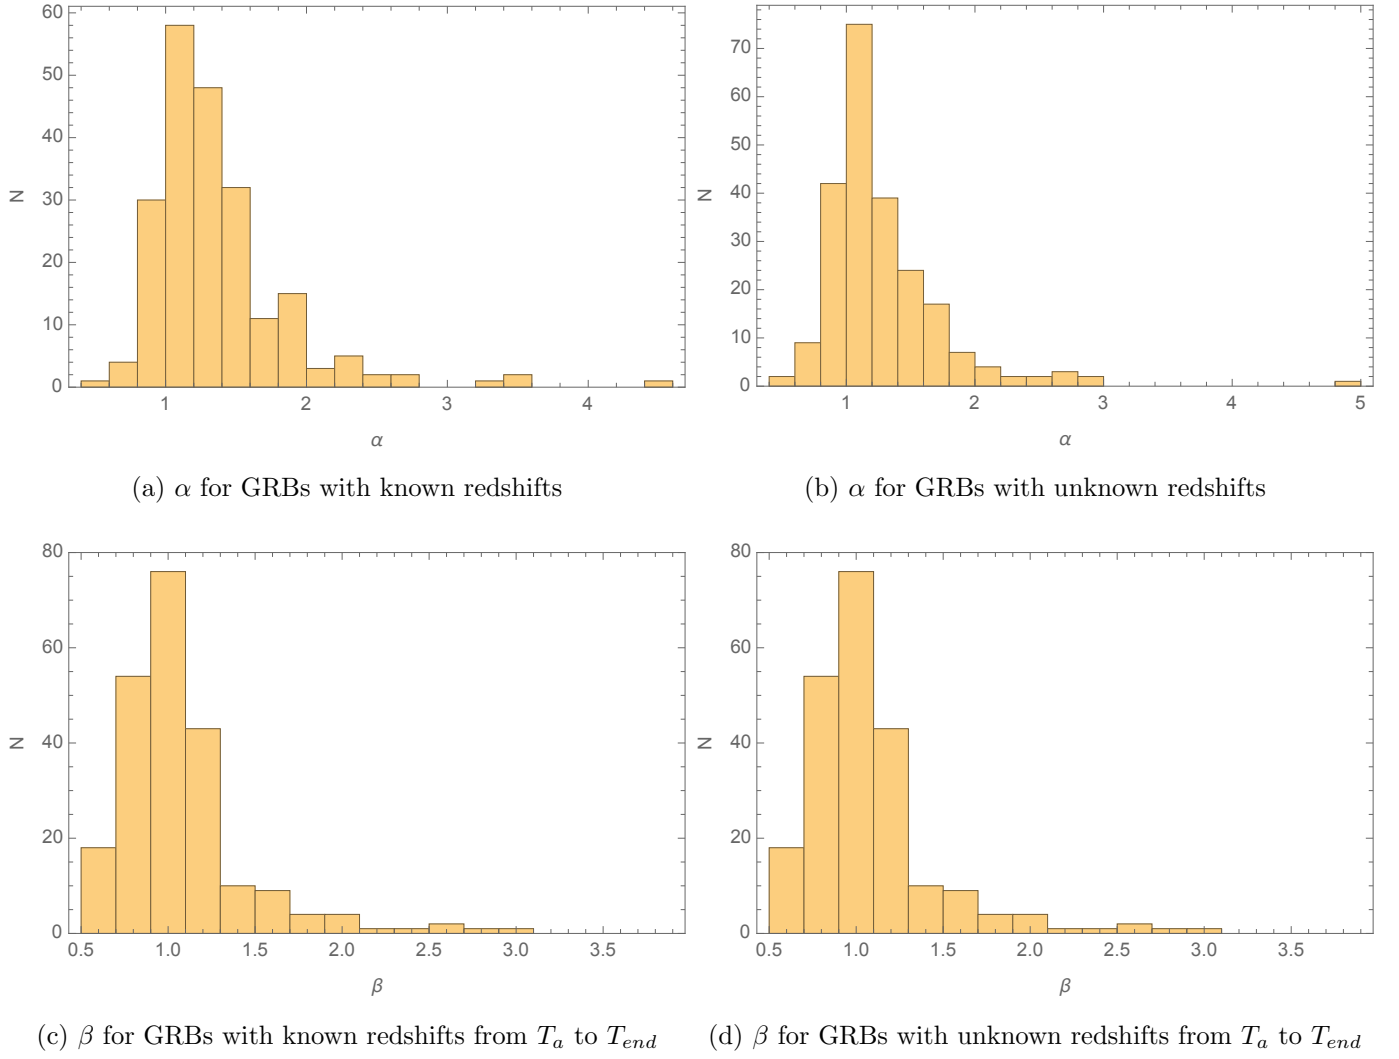 60
50
40
30
20
10
0
N
1 2 3 4
α
(a) α for GRBs with known redshifts
70
60
50
40
30
20
10
0
N
1 2 3 4 5
α
(b) α for GRBs with unknown redshifts
80
60
40
20
0
N
0.5 1.0 1.5 2.0 2.5 3.0 3.5
β
(c) β for GRBs with known redshifts from Ta to Tend
80
60
40
20
0
N
0.5 1.0 1.5 2.0 2.5 3.0 3.5
β
(d) β for GRBs with unknown redshifts from Ta to Tend